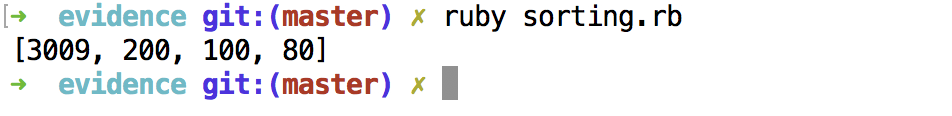 [➜  evidence git:(master) ✗ ruby sorting.rb
[3009, 200, 100, 80]
➜  evidence git:(master) ✗